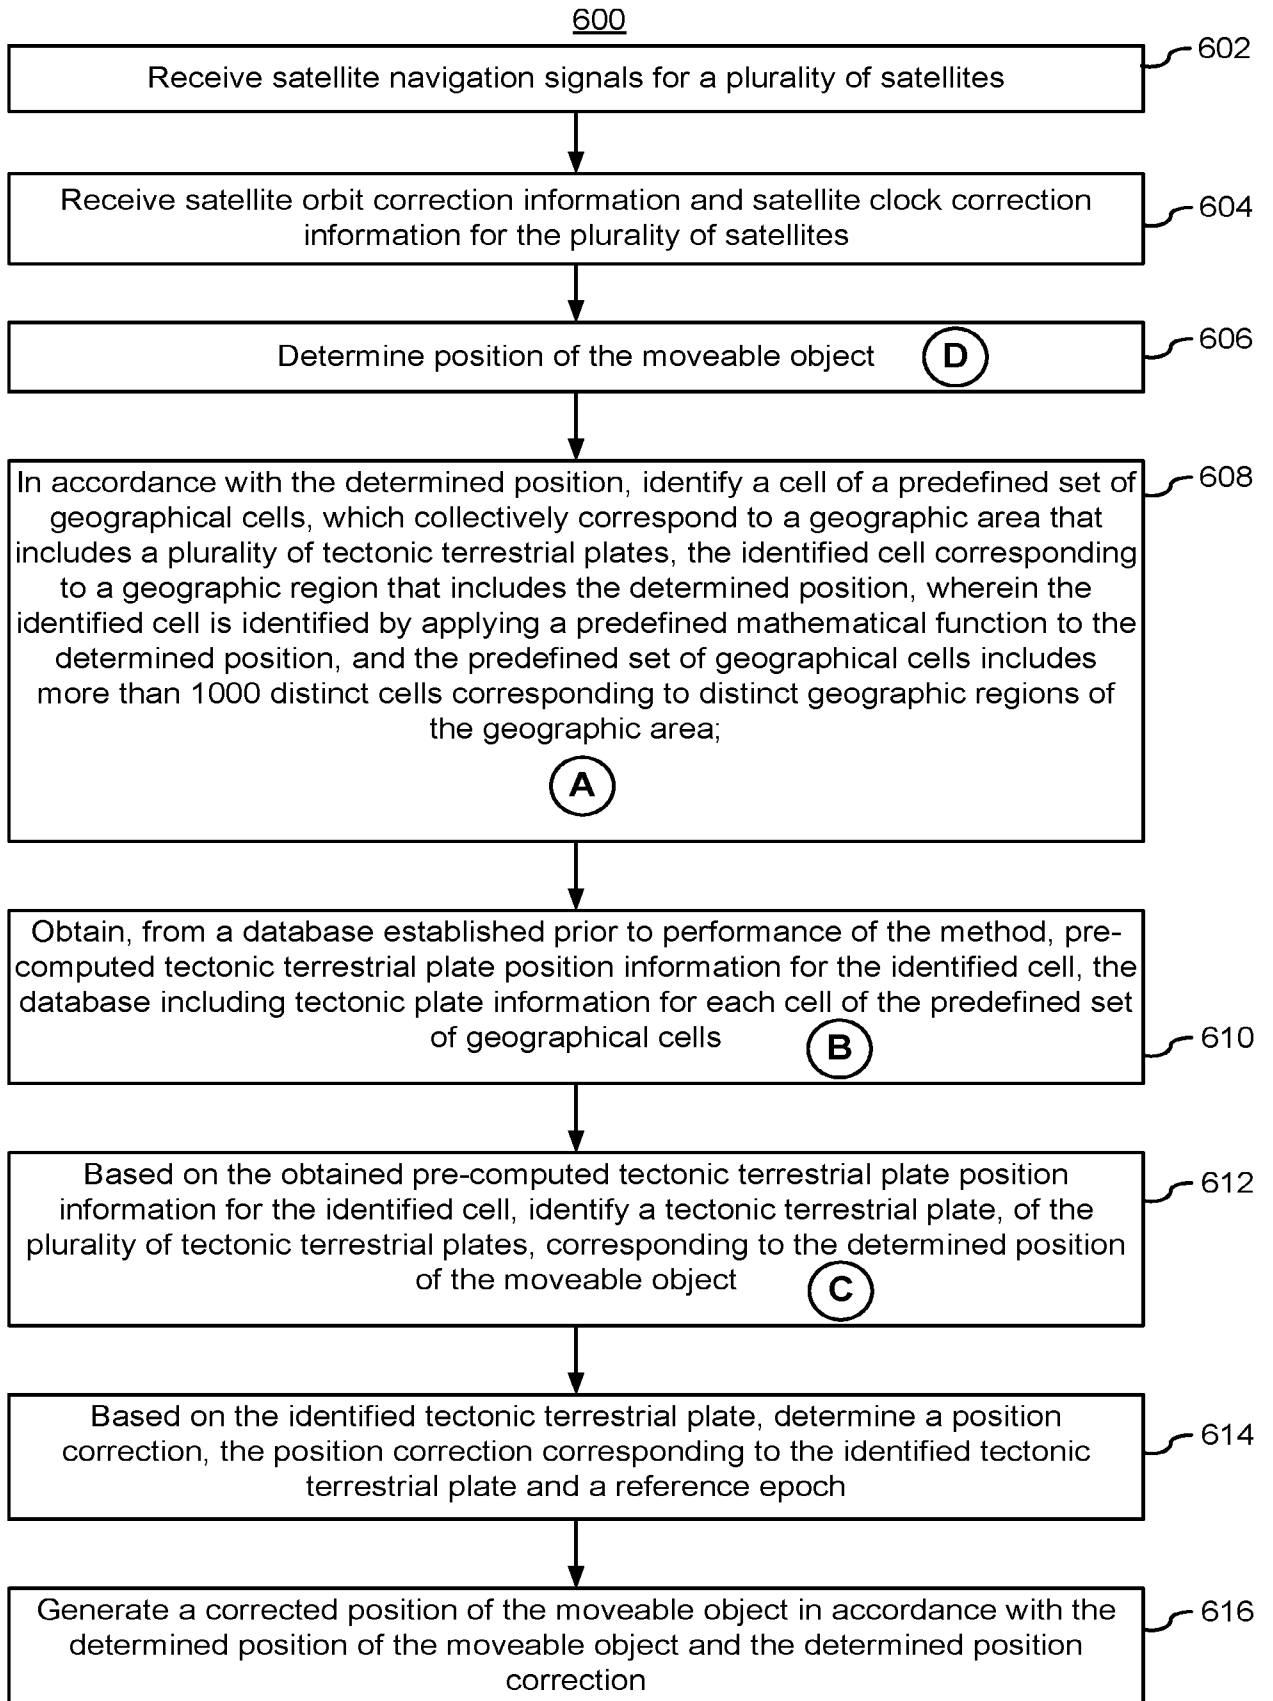 600
Receive satellite navigation signals for a plurality of satellites
602
Receive satellite orbit correction information and satellite clock correction
information for the plurality of satellites
604
Determine position of the moveable object
D
606
In accordance with the determined position, identify a cell of a predefined set of
geographical cells, which collectively correspond to a geographic area that
includes a plurality of tectonic terrestrial plates, the identified cell corresponding
to a geographic region that includes the determined position, wherein the
identified cell is identified by applying a predefined mathematical function to the
determined position, and the predefined set of geographical cells includes
more than 1000 distinct cells corresponding to distinct geographic regions of
the geographic area;
A
608
Obtain, from a database established prior to performance of the method, pre-
computed tectonic terrestrial plate position information for the identified cell, the
database including tectonic plate information for each cell of the predefined set
of geographical cells
B
610
Based on the obtained pre-computed tectonic terrestrial plate position
information for the identified cell, identify a tectonic terrestrial plate, of the
plurality of tectonic terrestrial plates, corresponding to the determined position
of the moveable object
C
612
Based on the identified tectonic terrestrial plate, determine a position
correction, the position correction corresponding to the identified tectonic
terrestrial plate and a reference epoch
614
Generate a corrected position of the moveable object in accordance with the
determined position of the moveable object and the determined position
correction
616